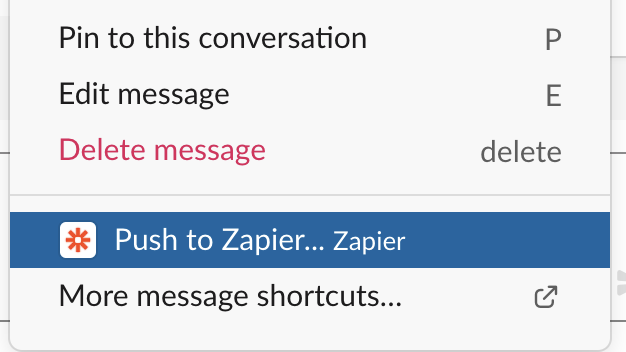 Pin to this conversation P
Edit message E
Delete message delete
Push to Zapier... Zapier
More message shortcuts...